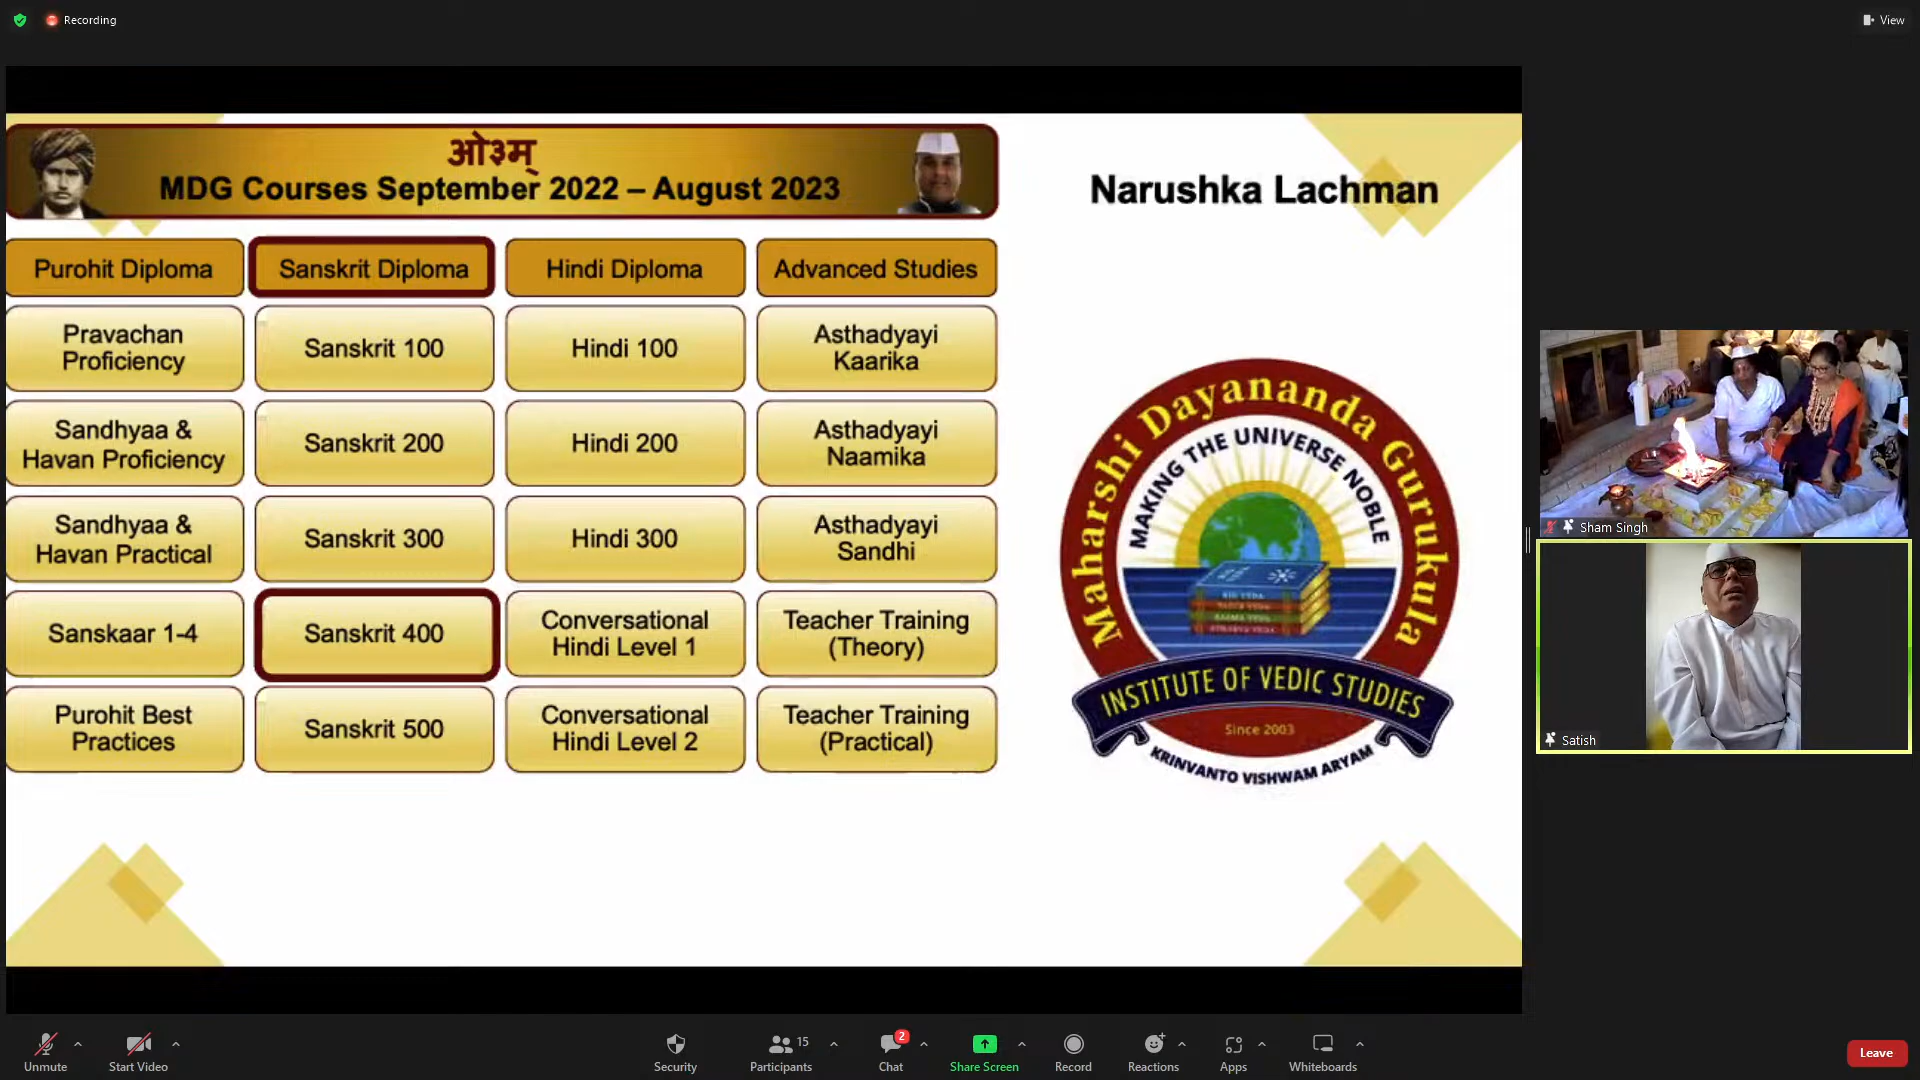 Recording
View
ओ३म्
MDG Courses September 2022 – August 2023
Narushka Lachman
Purohit Diploma
Sanskrit Diploma
Hindi Diploma
Advanced Studies
Pravachan
Proficiency
Sanskrit 100
Hindi 100
Asthadyayi
Kaarika
Sandhyaa &
Havan Proficiency
Sanskrit 200
Hindi 200
Asthadyayi
Naamika
Sandhyaa &
Havan Practical
Sanskrit 300
Hindi 300
Asthadyayi
Sandhi
Sanskaar 1-4
Sanskrit 400
Conversational
Hindi Level 1
Teacher Training
(Theory)
Purohit Best
Practices
Sanskrit 500
Conversational
Hindi Level 2
Teacher Training
(Practical)
Maharshi Dayananda Gurukula
MAKING THE UNIVERSE NOBLE
INSTITUTE OF VEDIC STUDIES
Since 2003
KRINVANTO VISHWAM ARYAM
Sham Singh
Satish
Unmute
Start Video
Security
Participants
15
Chat
2
Share Screen
Record
Reactions
Apps
Whiteboards
Leave